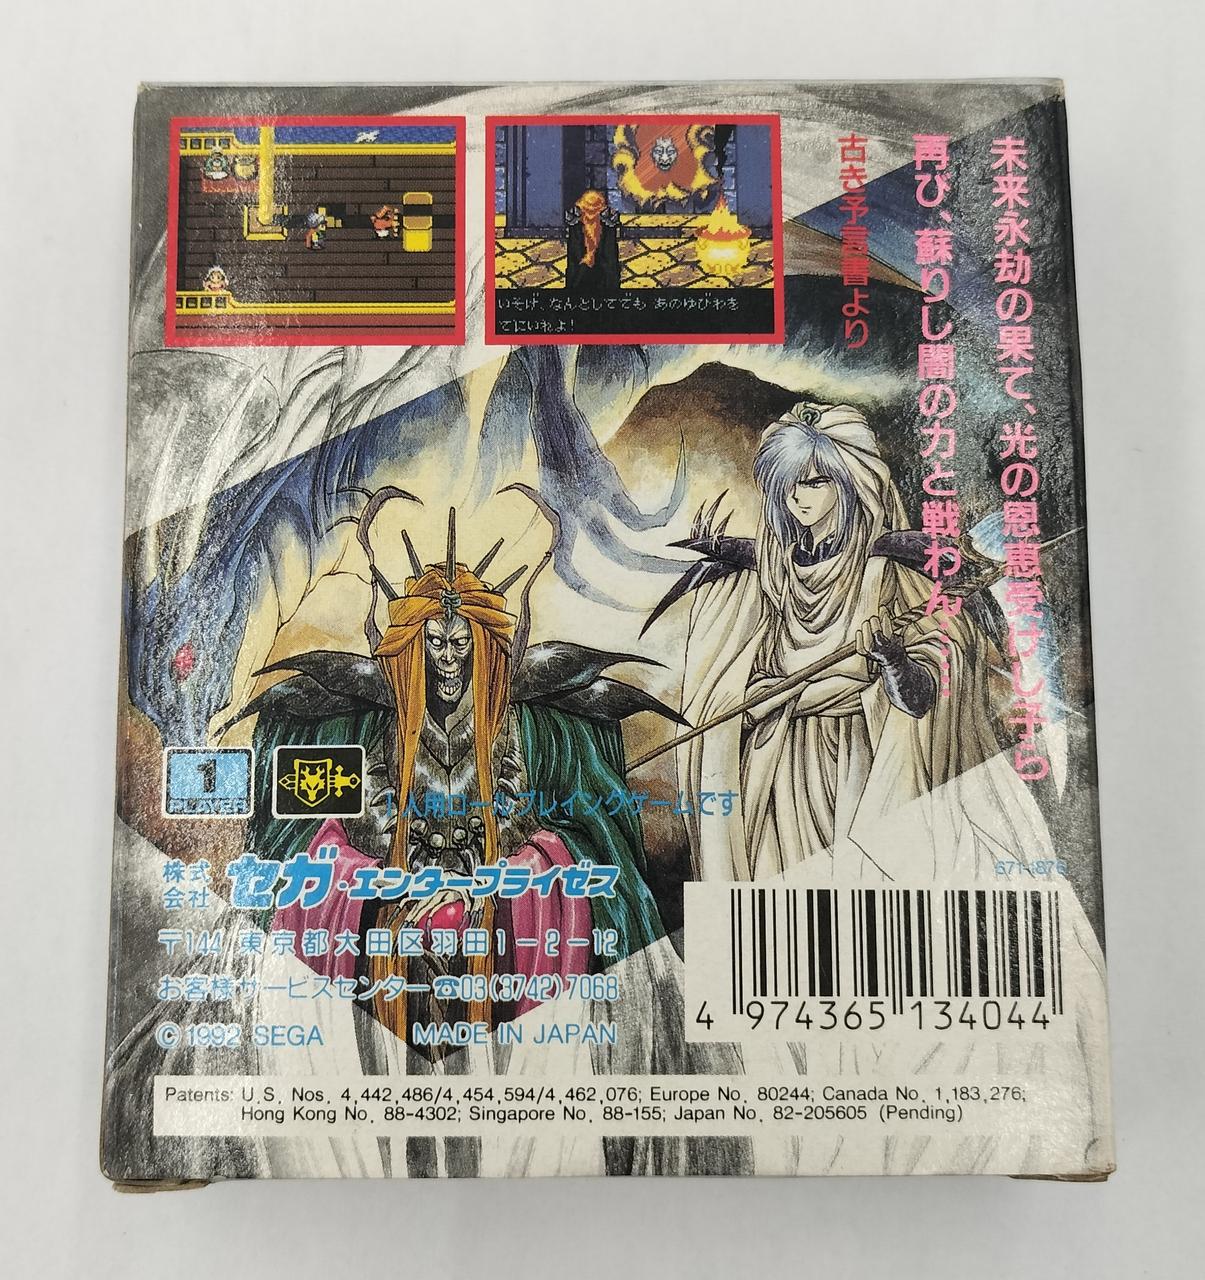 未来永劫の果て、光の恩恵受けし子ら
再び、蘇りし闇の力と戦わん……
古き予言書より
いそげ、なんとしてでも あのゆびわを
てにいれよ!
1
PLAYER
1人用ロールプレイングゲームです
株式会社 セガ・エンタープライゼス
〒144 東京都大田区羽田1-2-12
お客様サービスセンター☎03(3742)7068
© 1992 SEGA MADE IN JAPAN
671-1876
4 974365 134044
Patents: U.S. Nos. 4,442,486/4,454,594/4,462,076; Europe No. 80244; Canada No. 1,183,276;
Hong Kong No. 88-4302; Singapore No. 88-155; Japan No. 82-205605 (Pending)